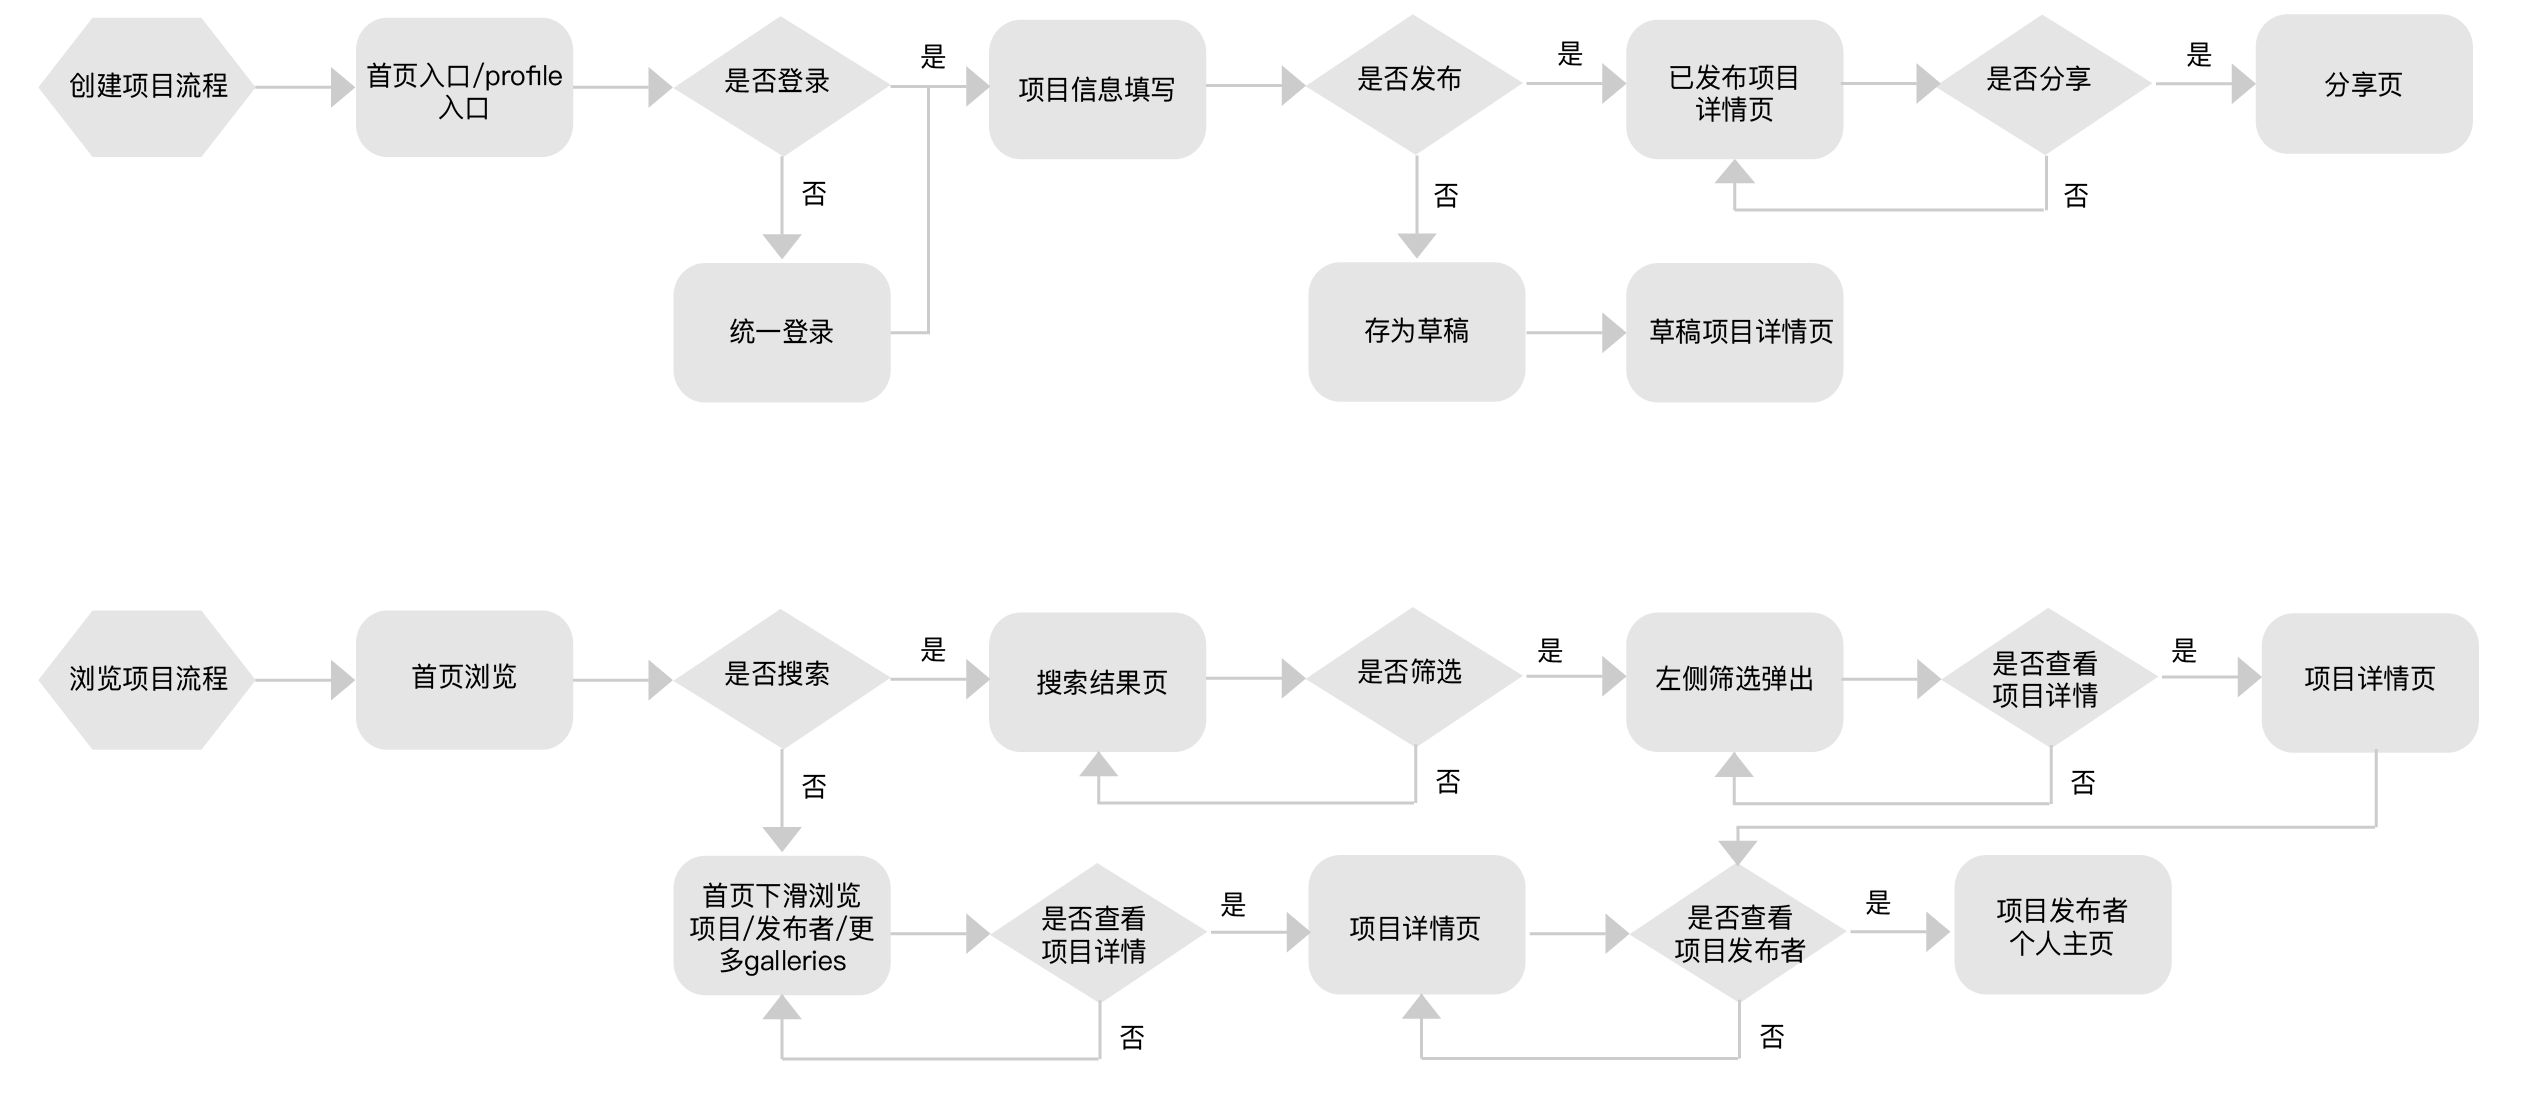 创建项目流程
首页入口/profile
入口
是否登录
是
项目信息填写
是否发布
是
已发布项目
详情页
是否分享
是
分享页
否
否
否
统一登录
存为草稿
草稿项目详情页
浏览项目流程
首页浏览
是否搜索
是
搜索结果页
是否筛选
是
左侧筛选弹出
是否查看
项目详情
是
项目详情页
否
否
否
首页下滑浏览
项目/发布者/更
多galleries
是否查看
项目详情
是
项目详情页
是否查看
项目发布者
是
项目发布者
个人主页
否
否